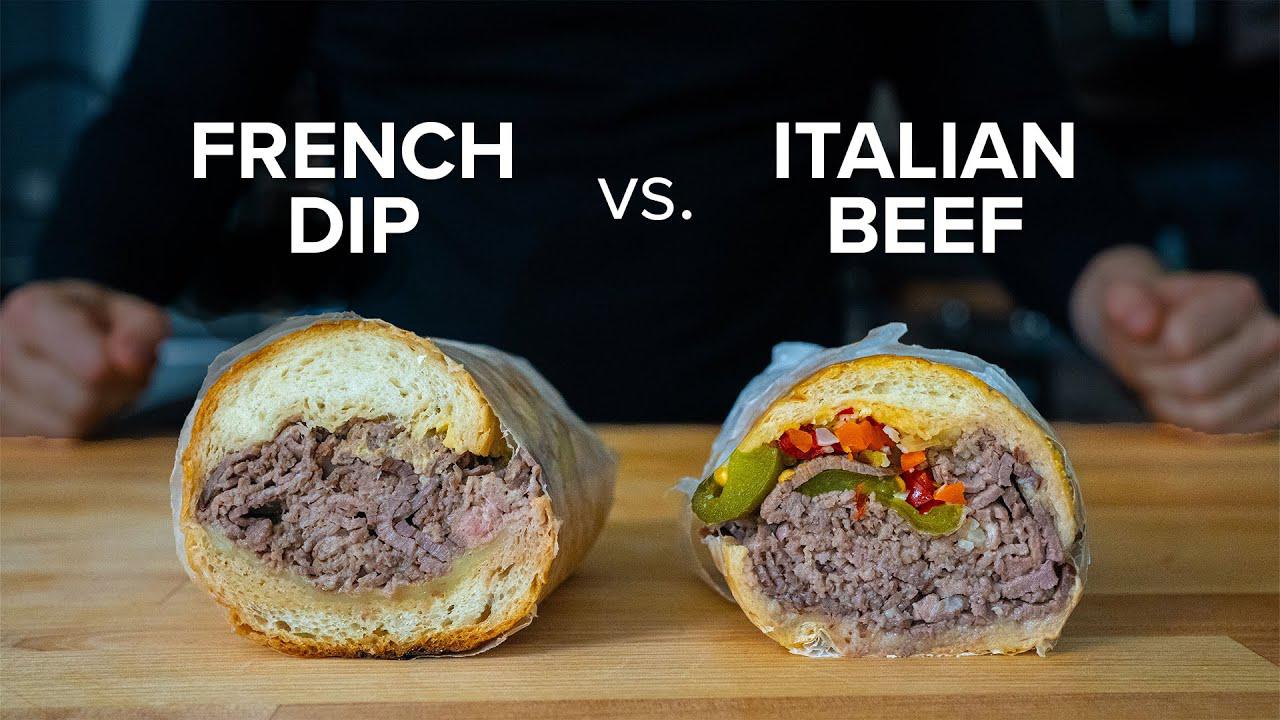 FRENCH
DIP
vs.
ITALIAN
BEEF